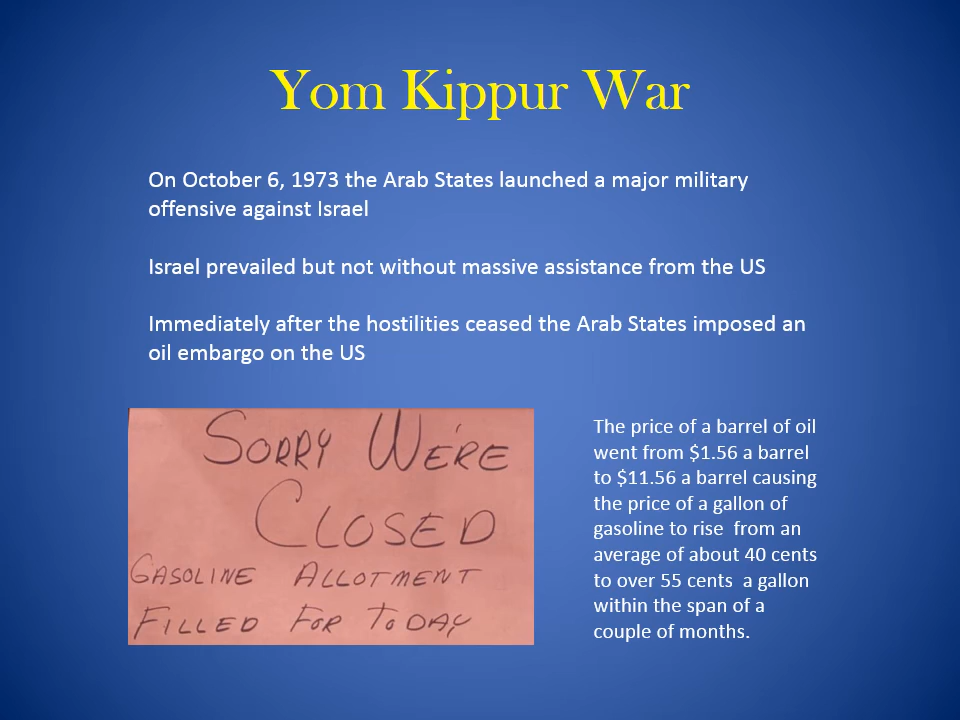 Yom Kippur War
On October 6, 1973 the Arab States launched a major military
offensive against Israel
Israel prevailed but not without massive assistance from the US
Immediately after the hostilities ceased the Arab States imposed an
oil embargo on the US
SORRY WE'RE
CLOSED
GASOLINE ALLOTMENT
FILLED FOR TODAY
The price of a barrel of oil
went from $1.56 a barrel
to $11.56 a barrel causing
the price of a gallon of
gasoline to rise from an
average of about 40 cents
to over 55 cents a gallon
within the span of a
couple of months.